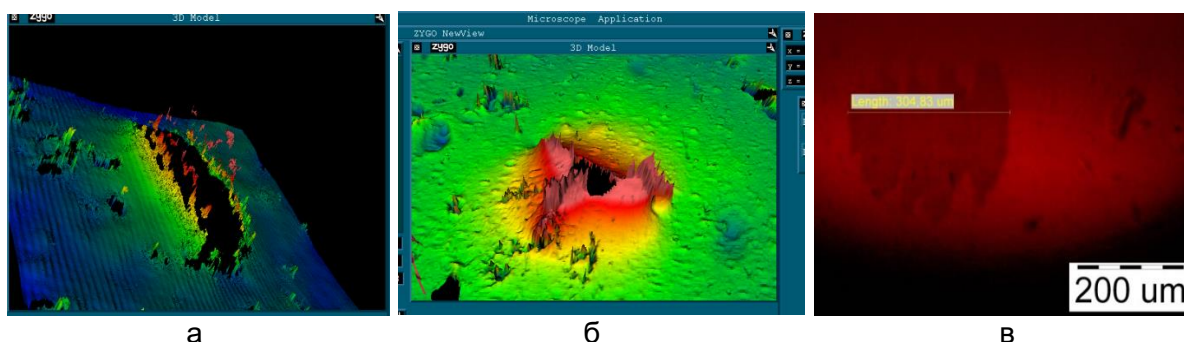 zygo 3D Model
Microscope Application
ZYGO NewView
zygo 3D Model
x =
y =
z =
Length: 304,83 um
200 um
а
б
в